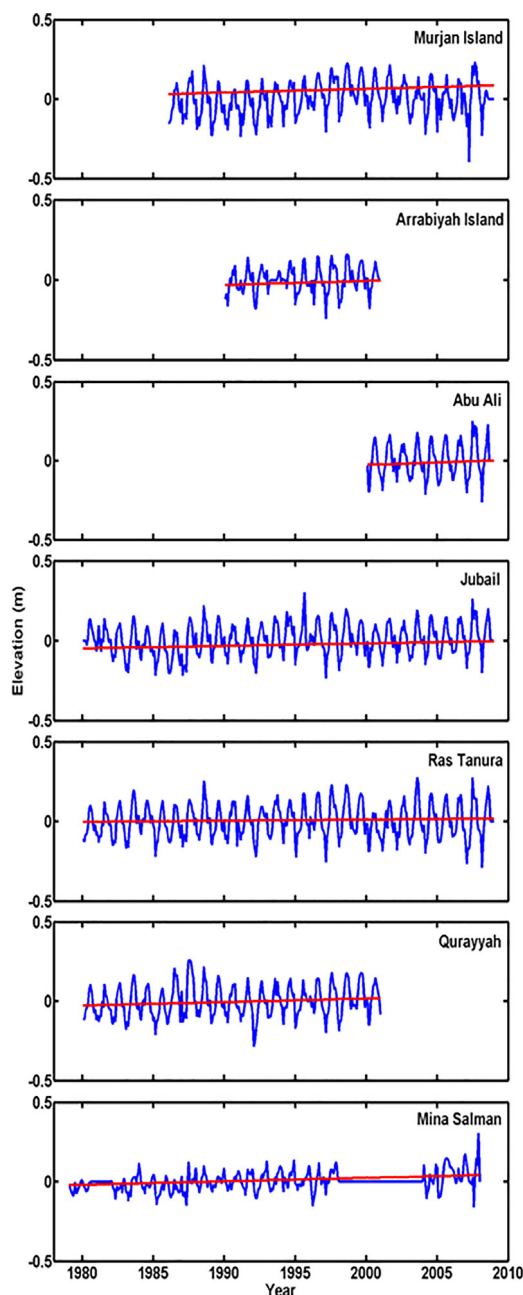 0.5
Murjan Island
0
-0.5
0.5
Arrabiyah Island
0
-0.5
0.5
Abu Ali
0
-0.5
0.5
Jubail
0
-0.5
Elevation (m)
0.5
Ras Tanura
0
-0.5
0.5
Qurayyah
0
-0.5
0.5
Mina Salman
0
-0.5
1980 1985 1990 1995 2000 2005 2010
Year